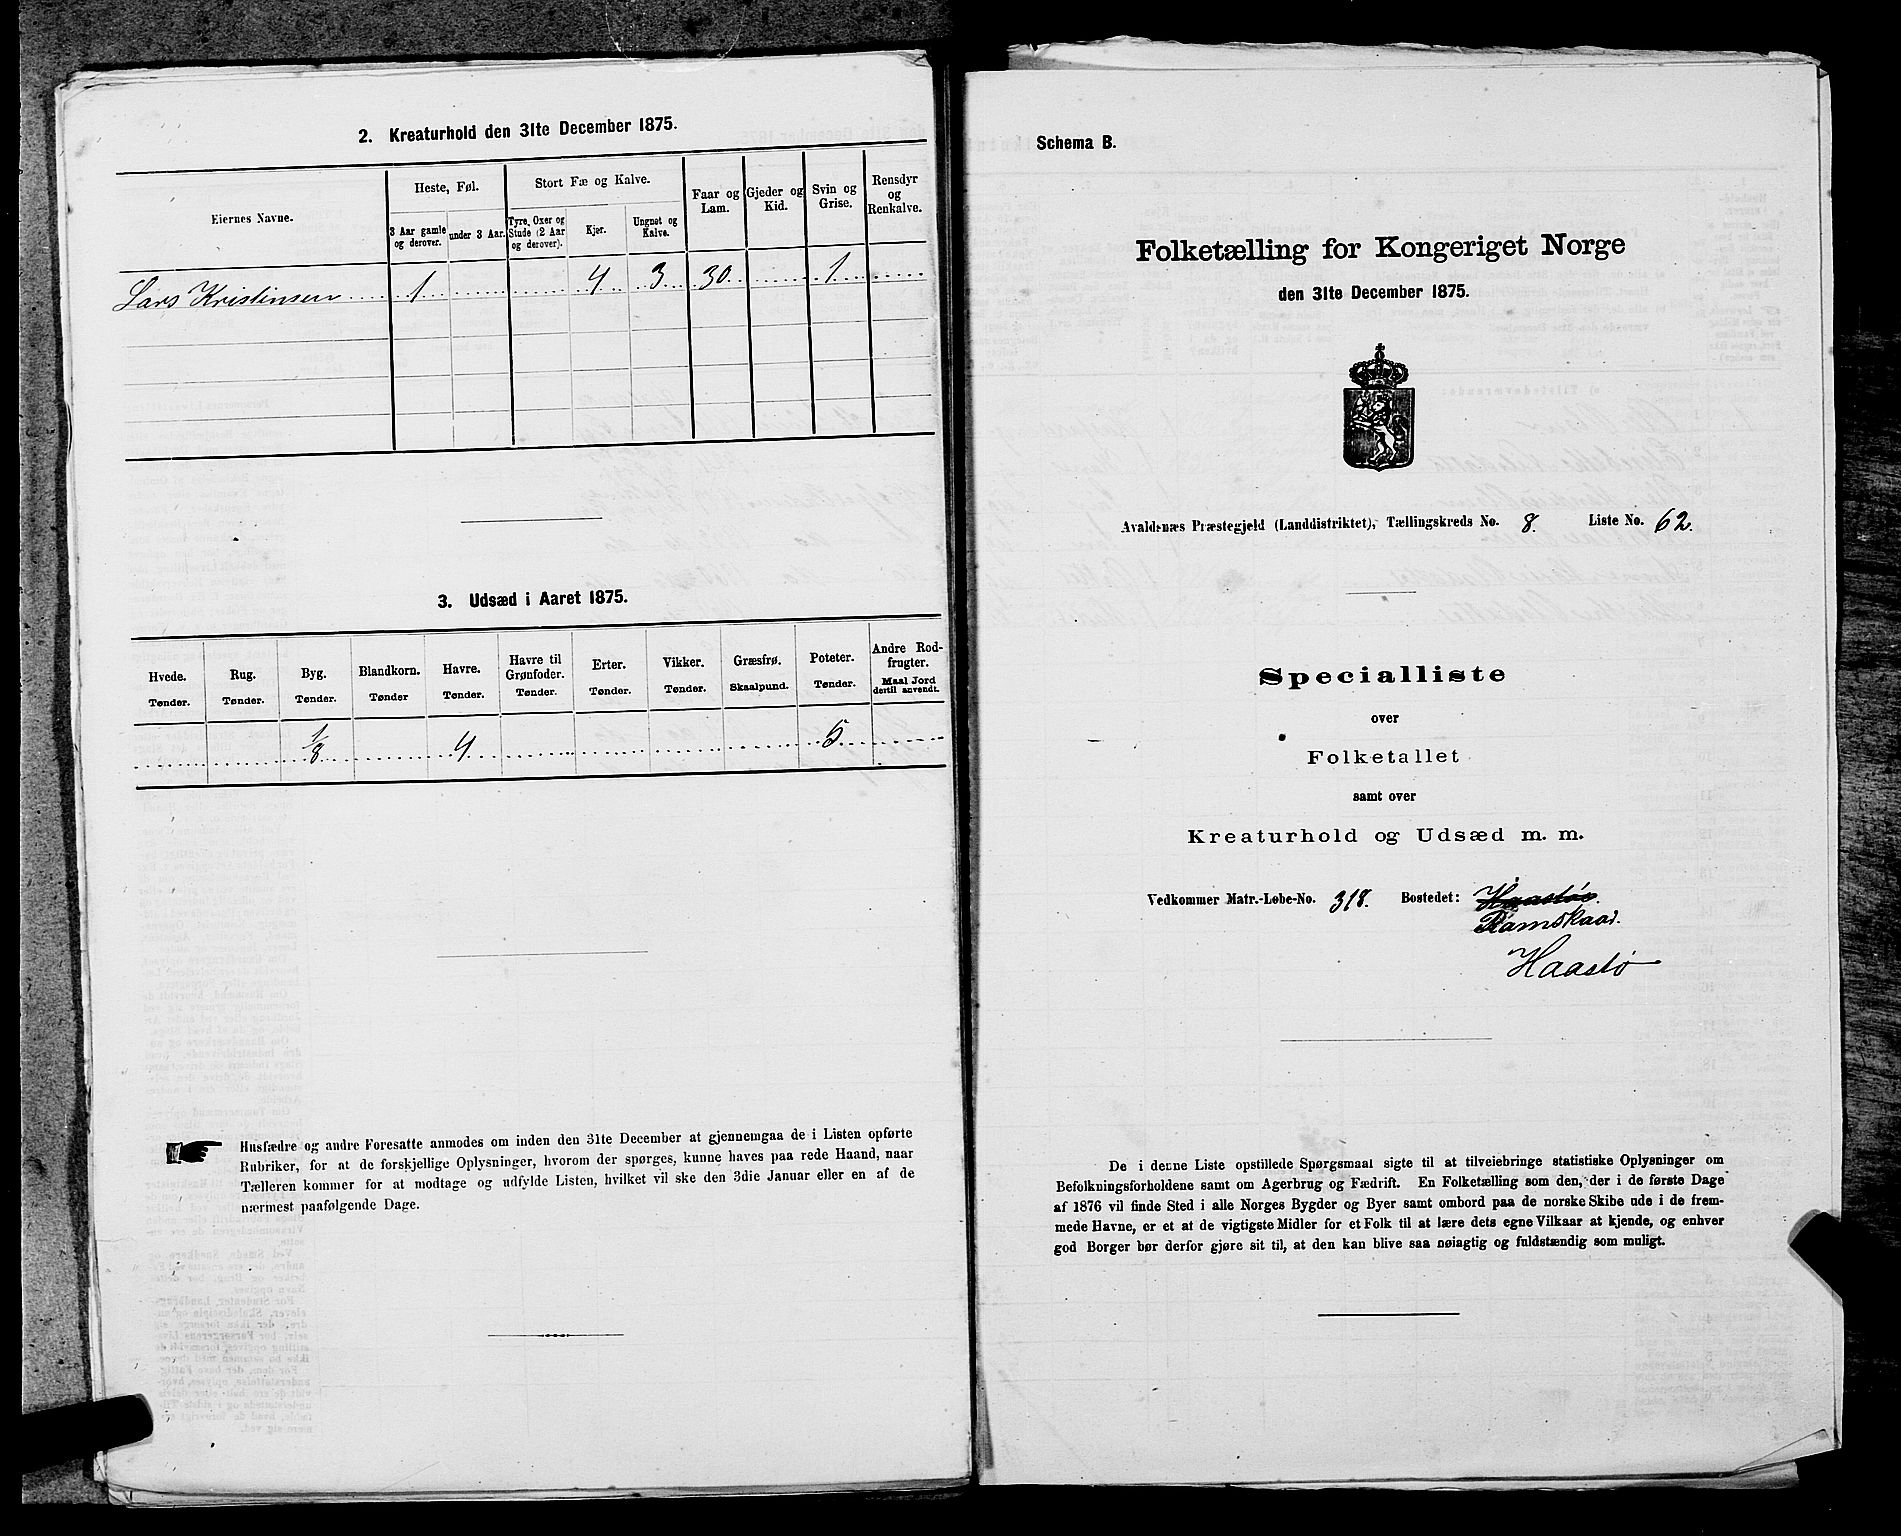 2. Kreaturhold den 31te December 1875.
Eiernes Navne.
Heste, Føl.
Stort Fæ og Kalve.
Faar og Lam.
Gjeder og Kid.
Svin og Grise.
Rensdyr og Renkalve.
3 Aar gamle og derover.
under 3 Aar.
Tyre, Oxer og Stude (2 Aar og derover).
Kjør.
Ungnøt og Kalve.
Lars Kristinsen 1 4 3 30 1
3. Udsæd i Aaret 1875.
Hvede. Rug. Byg. Blandkorn. Havre. Havre til Grønfoder. Erter. Vikker. Græsfrø. Poteter. Andre Rodfrugter.
Tønder. Tønder. Tønder. Tønder Tønder. Tønder. Tønder. Tønder. Skaalpund. Tønder. Maal Jord dertil anvendt.
1/8 4 5
Husfædre og andre Foresatte anmodes om inden den 31te December at gjennemgaa de i Listen opførte
Rubriker, for at de forskjellige Oplysninger, hvorom der spørges, kunne haves paa rede Haand, naar
Tælleren kommer for at modtage og udfylde Listen, hvilket vil ske den 3die Januar eller en af de
nærmest paafølgende Dage.
Schema B.
Folketælling for Kongeriget Norge
den 31te December 1875.
Avaldsnæs Præstegjeld (Landdistriktet), Tællingskreds No. 8. Liste No. 62.
Specialliste
over
Folketallet
samt over
Kreaturhold og Udsæd m. m.
Vedkommer Matr.-Løbe-No. 318. Bostedet: Haastø.
Ramskaar.
Haastø
De i denne Liste opstillede Spørgsmaal sigte til at tilveiebringe statistiske Oplysninger om
Befolkningsforholdene samt om Agerbrug og Fædrift. En Folketælling som den, der i de første Dage
af 1876 vil finde Sted i alle Norges Bygder og Byer samt ombord paa de norske Skibe ude i de frem-
mede Havne, er et at de vigtigste Midler for et Folk til at lære dets egne Vilkaar at kjende, og enhver
god Borger bør derfor gjøre sit til, at den kan blive saa nøiagtig og fuldstændig som muligt.